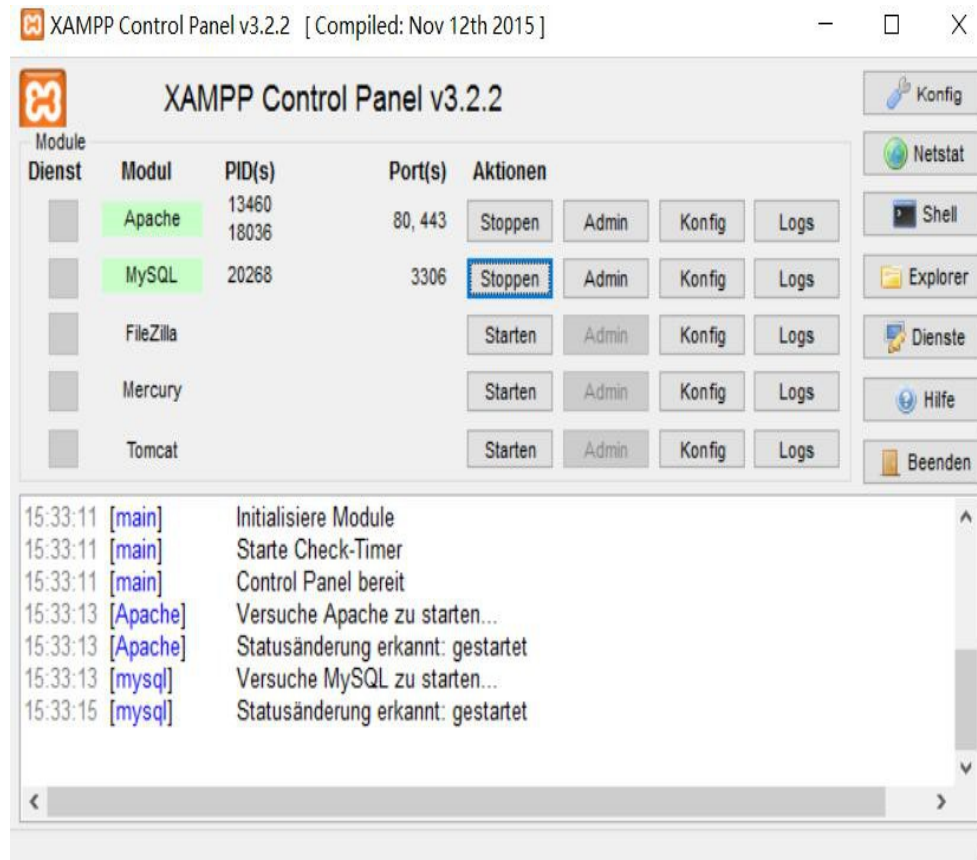 XAMPP Control Panel v3.2.2 [ Compiled: Nov 12th 2015 ]
XAMPP Control Panel v3.2.2
Konfig
Module
Dienst Modul PID(s) Port(s) Aktionen
Netstat
Apache 13460 18036 80, 443 Stoppen Admin Konfig Logs
Shell
MySQL 20268 3306 Stoppen Admin Konfig Logs
Explorer
FileZilla Starten Admin Konfig Logs
Dienste
Mercury Starten Admin Konfig Logs
Hilfe
Tomcat Starten Admin Konfig Logs
Beenden
15:33:11 [main] Initialisiere Module
15:33:11 [main] Starte Check-Timer
15:33:11 [main] Control Panel bereit
15:33:13 [Apache] Versuche Apache zu starten...
15:33:13 [Apache] Statusänderung erkannt: gestartet
15:33:13 [mysql] Versuche MySQL zu starten...
15:33:15 [mysql] Statusänderung erkannt: gestartet